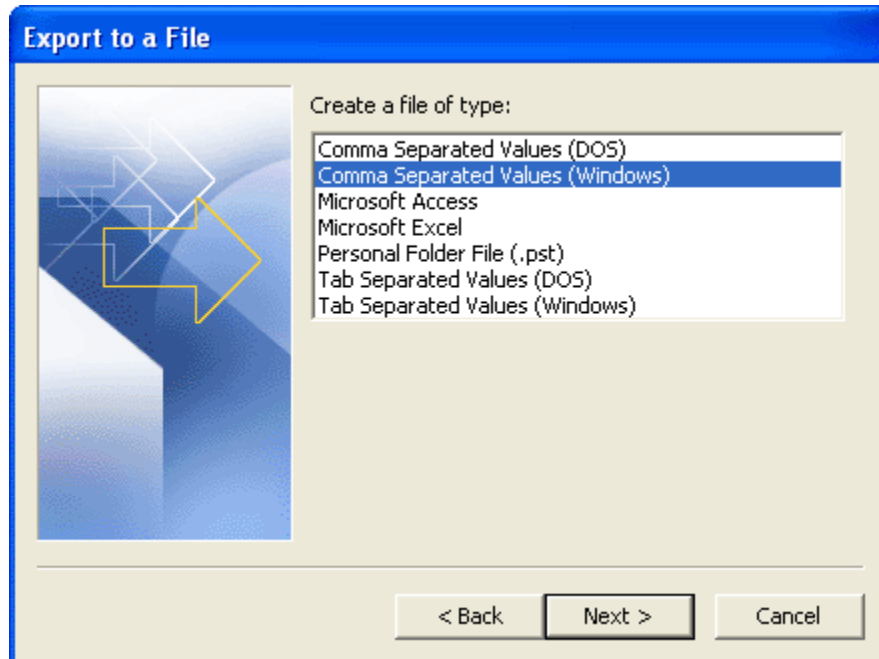 Export to a File
Create a file of type:
Comma Separated Values (DOS)
Comma Separated Values (Windows)
Microsoft Access
Microsoft Excel
Personal Folder File (.pst)
Tab Separated Values (DOS)
Tab Separated Values (Windows)
< Back Next > Cancel